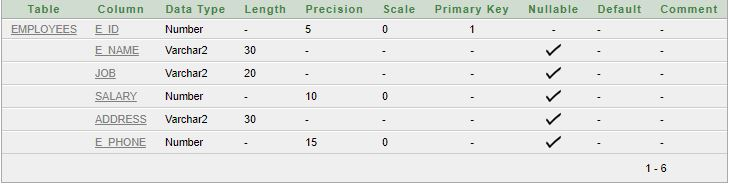 Table Column Data Type Length Precision Scale Primary Key Nullable Default Comment
EMPLOYEES E_ID Number - 5 0 1 - - -
E_NAME Varchar2 30 - - - ✓ - -
JOB Varchar2 20 - - - ✓ - -
SALARY Number - 10 0 - ✓ - -
ADDRESS Varchar2 30 - - - ✓ - -
E_PHONE Number - 15 0 - ✓ - -
1 - 6